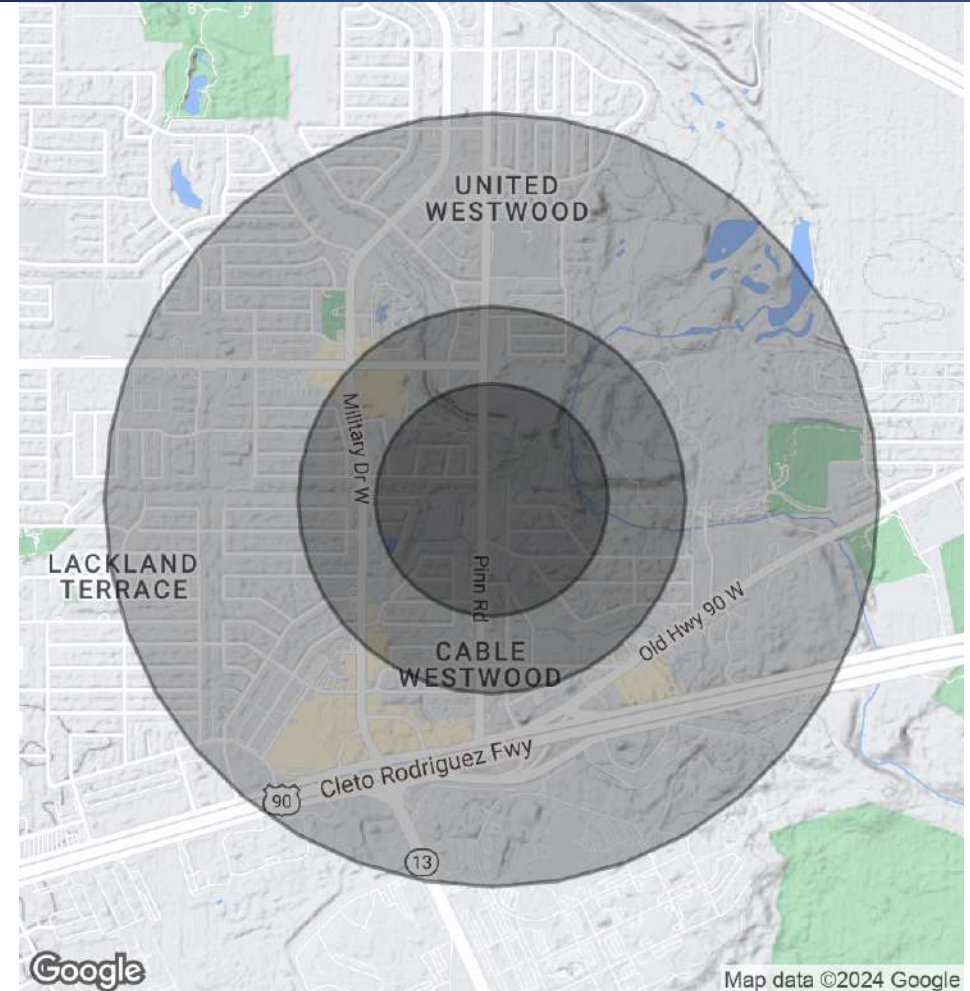 UNITED
WESTWOOD
Military Dr W
LACKLAND
TERRACE
Pinn Rd
Old Hwy 90 W
CABLE
WESTWOOD
Cleto Rodriguez Fwy
90
13
Google
Map data ©2024 Google